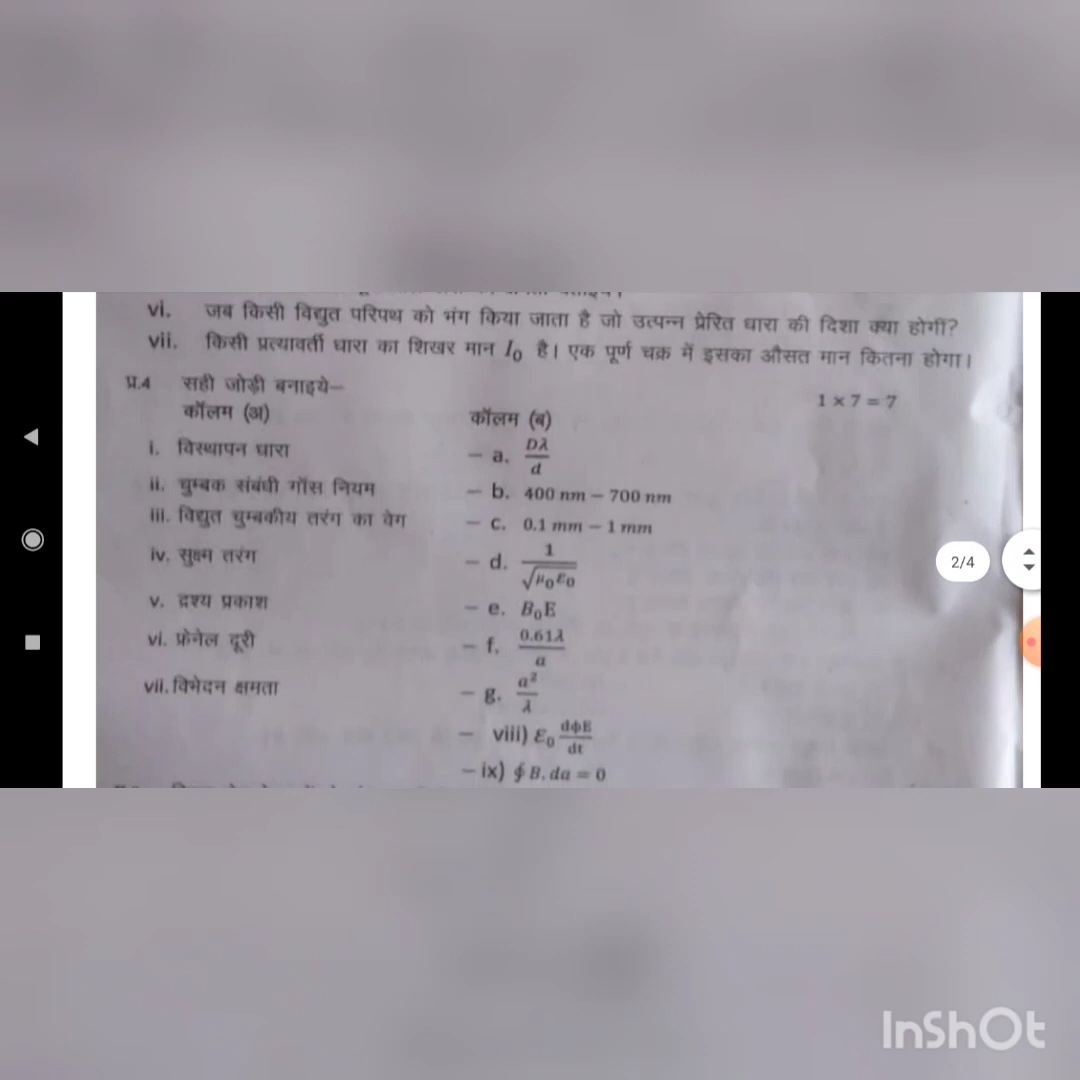 vi. जब किसी विद्युत परिपथ को भंग किया जाता है जो उत्पन्न प्रेरित धारा की दिशा क्या होगीं?
vii. किसी प्रत्यावर्ती धारा का शिखर मान I₀ है। एक पूर्ण चक्र में इसका औसत मान कितना होगा।
प्र.4 सही जोड़ी बनाइये– 1 × 7 = 7
कॉलम (अ) कॉलम (ब)
i. विस्थापन धारा – a. Dλ/d
ii. चुम्बक संबंधी गॉस नियम – b. 400 nm – 700 nm
iii. विद्युत चुम्बकीय तरंग का वेग – c. 0.1 mm – 1 mm
iv. सुक्ष्म तरंग – d. 1/√μ₀ε₀
v. द्रश्य प्रकाश – e. B₀E
vi. फ्रेनेल दूरी – f. 0.61λ/a
vii. विभेदन क्षमता – g. a²/λ
– viii) ε₀ dϕE/dt
– ix) ∮ B. da = 0
2/4
InShOt